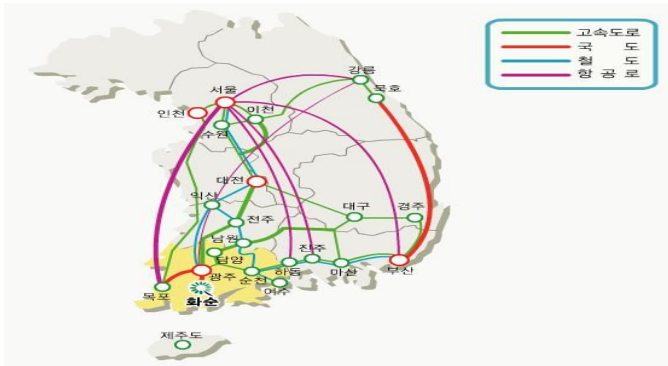 고속도로
국 도
철 도
항 공 로
강릉
묵호
서울
인천
이천
수원
대전
익산
전주
대구
경주
남원
담양
광주
순천
여수
하동
진주
마산
부산
목포
화순
제주도